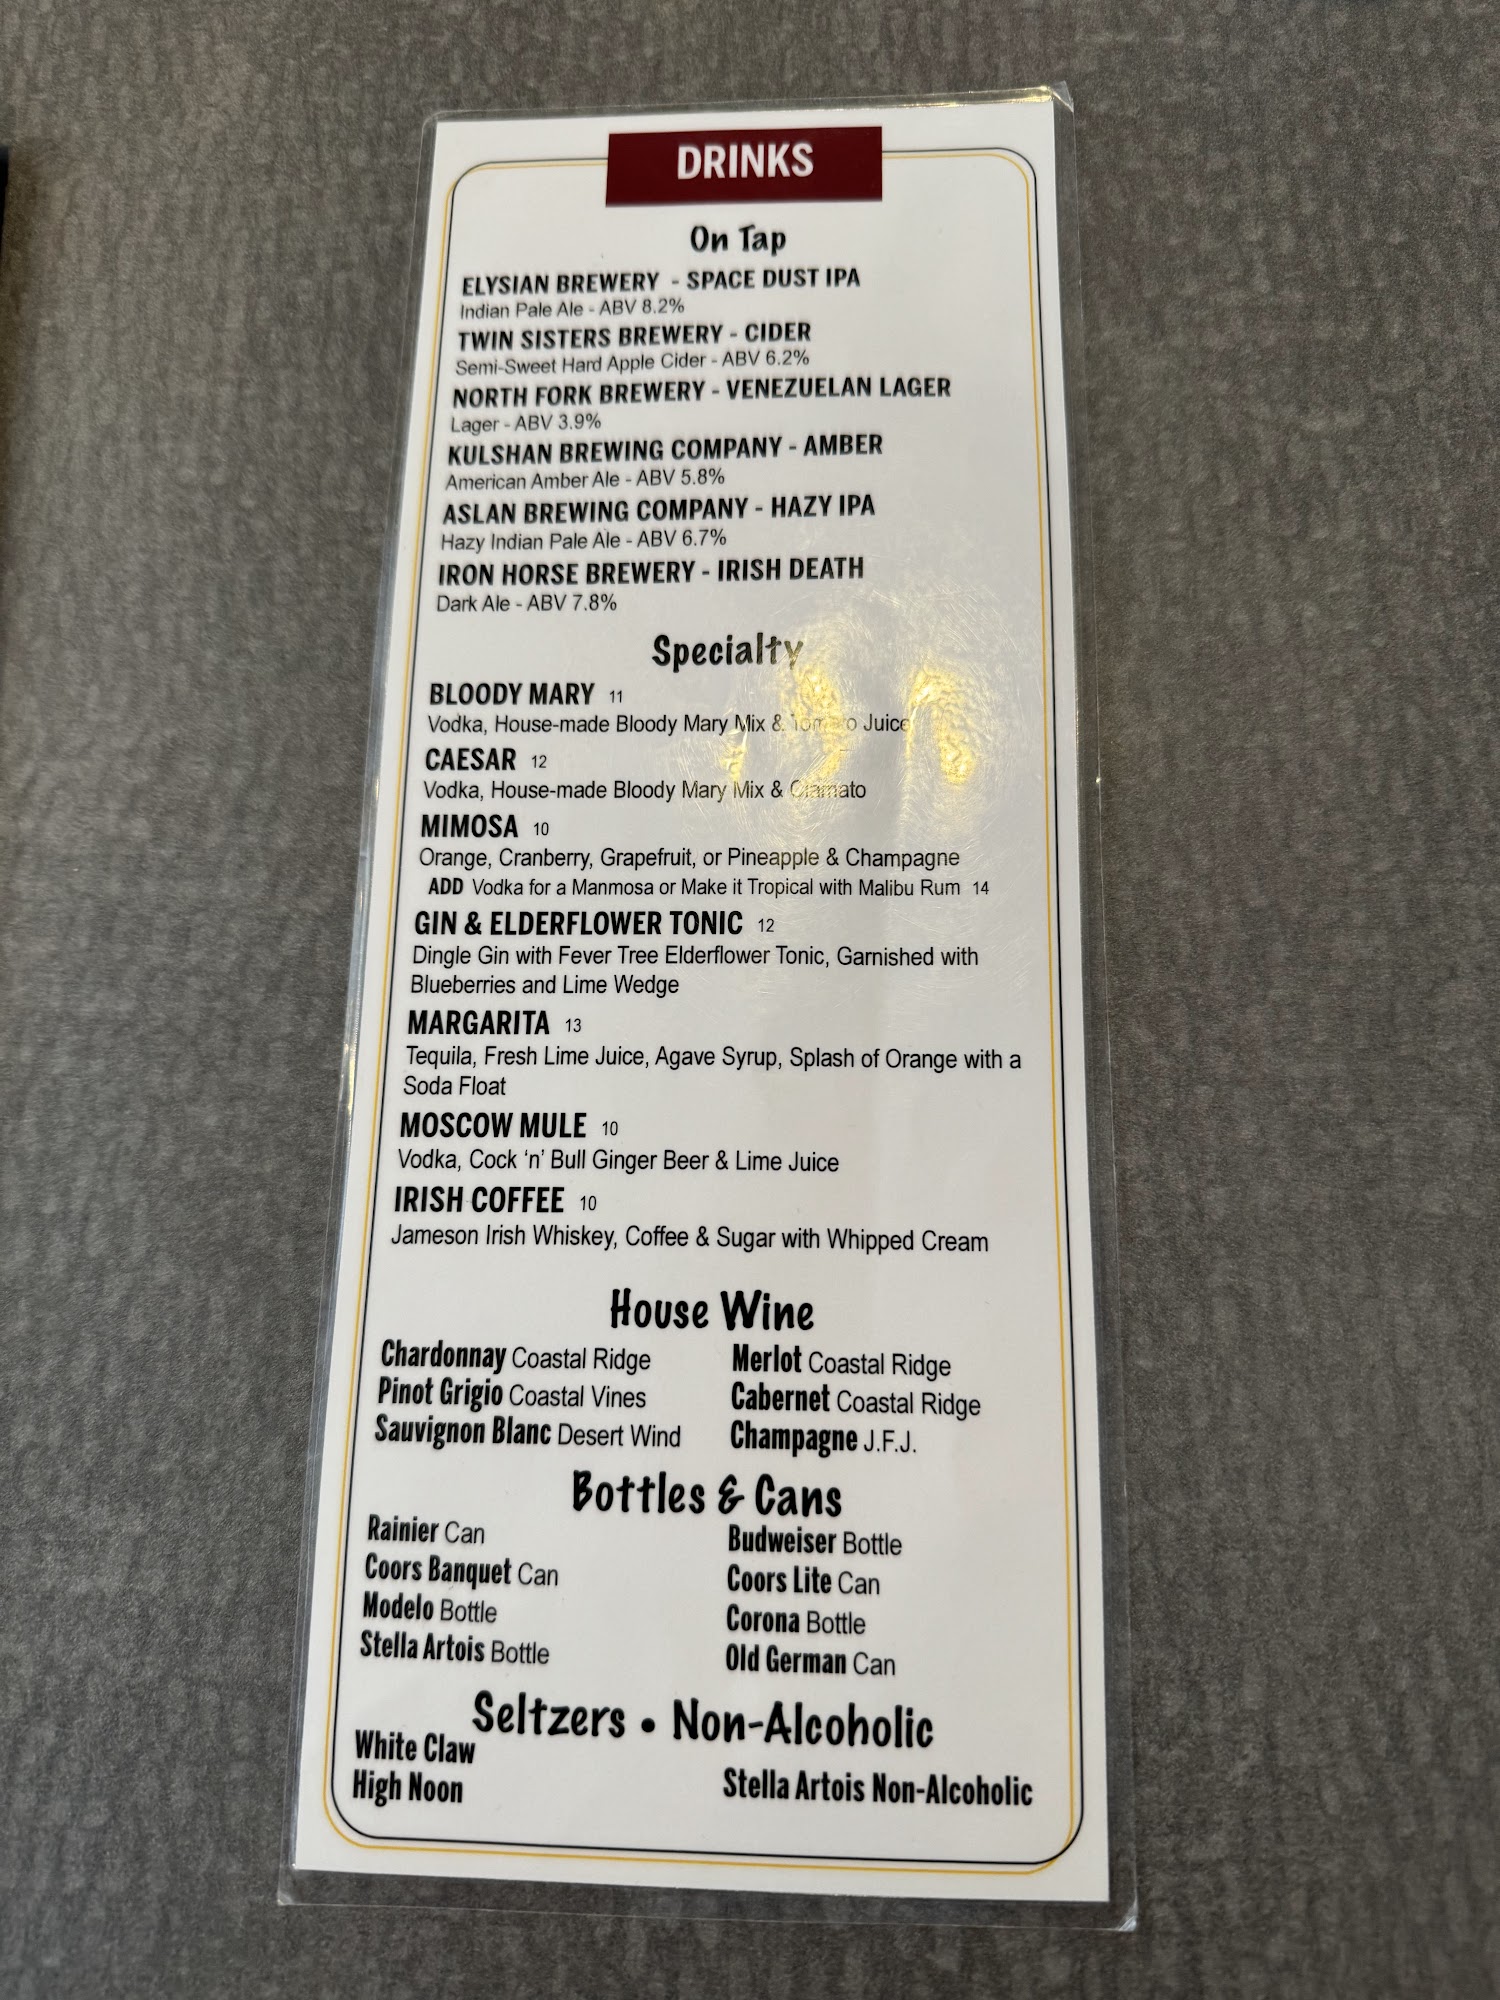 DRINKS
On Tap
ELYSIAN BREWERY - SPACE DUST IPA
Indian Pale Ale - ABV 8.2%
TWIN SISTERS BREWERY - CIDER
Semi-Sweet Hard Apple Cider - ABV 6.2%
NORTH FORK BREWERY - VENEZUELAN LAGER
Lager - ABV 3.9%
KULSHAN BREWING COMPANY - AMBER
American Amber Ale - ABV 5.8%
ASLAN BREWING COMPANY - HAZY IPA
Hazy Indian Pale Ale - ABV 6.7%
IRON HORSE BREWERY - IRISH DEATH
Dark Ale - ABV 7.8%
Specialty
BLOODY MARY 11
Vodka, House-made Bloody Mary Mix & Tomato Juice
CAESAR 12
Vodka, House-made Bloody Mary Mix & Clamato
MIMOSA 10
Orange, Cranberry, Grapefruit, or Pineapple & Champagne
ADD Vodka for a Manmosa or Make it Tropical with Malibu Rum 14
GIN & ELDERFLOWER TONIC 12
Dingle Gin with Fever Tree Elderflower Tonic, Garnished with
Blueberries and Lime Wedge
MARGARITA 13
Tequila, Fresh Lime Juice, Agave Syrup, Splash of Orange with a
Soda Float
MOSCOW MULE 10
Vodka, Cock ‘n’ Bull Ginger Beer & Lime Juice
IRISH COFFEE 10
Jameson Irish Whiskey, Coffee & Sugar with Whipped Cream
House Wine
Chardonnay Coastal Ridge
Pinot Grigio Coastal Vines
Sauvignon Blanc Desert Wind
Merlot Coastal Ridge
Cabernet Coastal Ridge
Champagne J.F.J.
Bottles & Cans
Rainier Can
Coors Banquet Can
Modelo Bottle
Stella Artois Bottle
Budweiser Bottle
Coors Lite Can
Corona Bottle
Old German Can
Seltzers • Non-Alcoholic
White Claw
High Noon
Stella Artois Non-Alcoholic